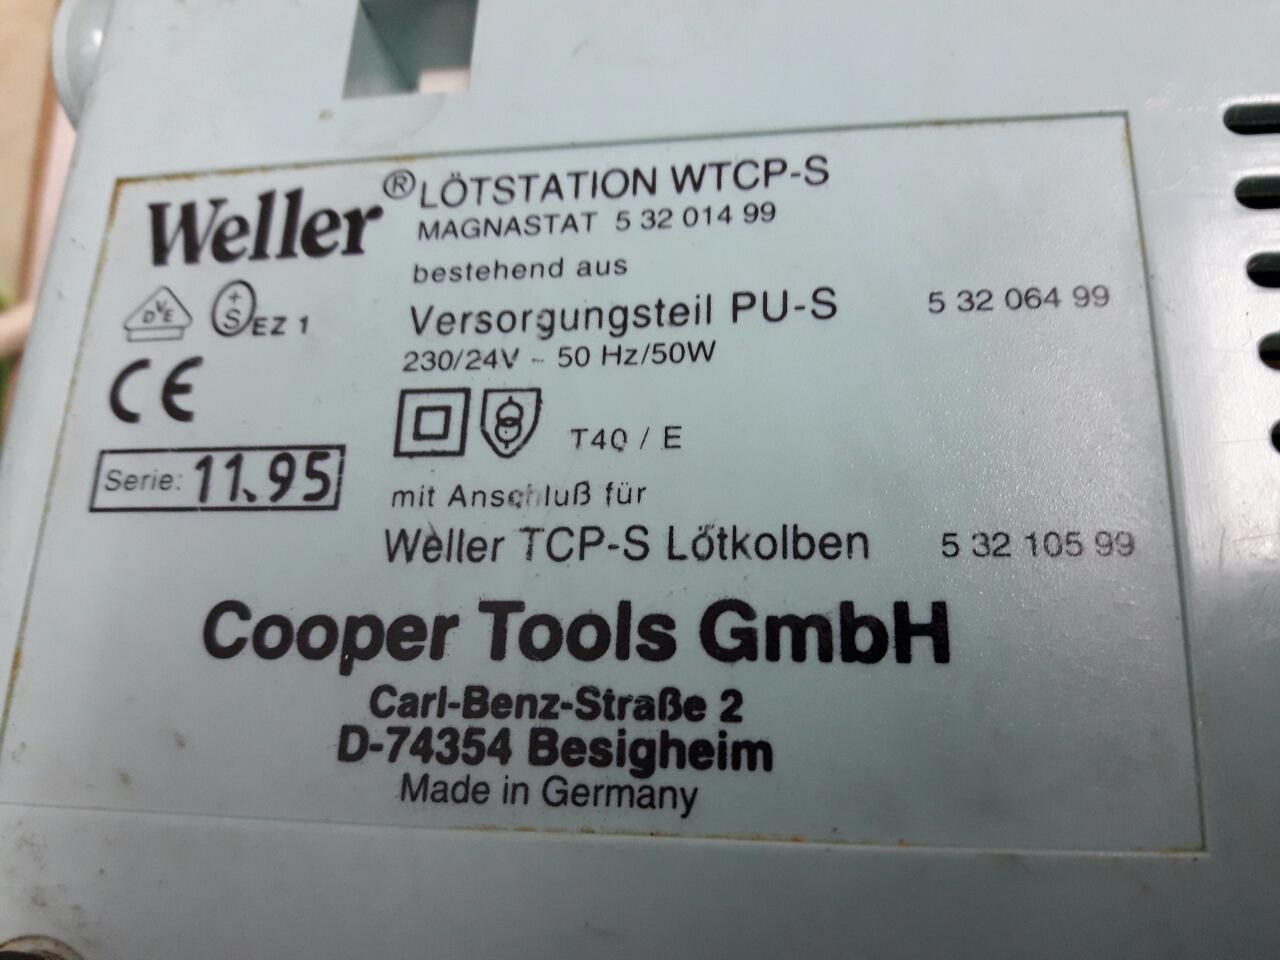 Weller® LÖTSTATION WTCP-S
MAGNASTAT 5 32 014 99
bestehend aus
Versorgungsteil PU-S 5 32 064 99
230/24V ~ 50 Hz/50W
VDE
+S EZ 1
CE
T40 / E
Serie: 11.95
mit Anschluß für
Weller TCP-S Lötkolben 5 32 105 99
Cooper Tools GmbH
Carl-Benz-Straße 2
D-74354 Besigheim
Made in Germany